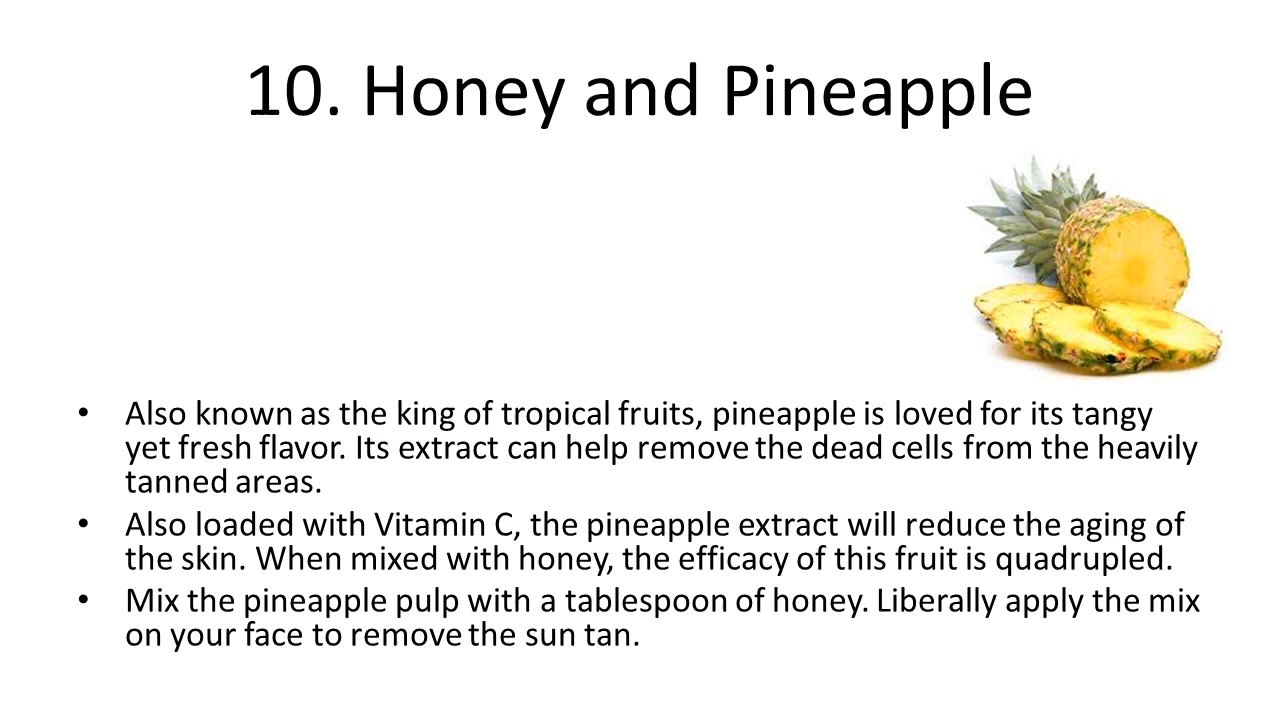 10. Honey and Pineapple
• Also known as the king of tropical fruits, pineapple is loved for its tangy
yet fresh flavor. Its extract can help remove the dead cells from the heavily
tanned areas.
• Also loaded with Vitamin C, the pineapple extract will reduce the aging of
the skin. When mixed with honey, the efficacy of this fruit is quadrupled.
• Mix the pineapple pulp with a tablespoon of honey. Liberally apply the mix
on your face to remove the sun tan.